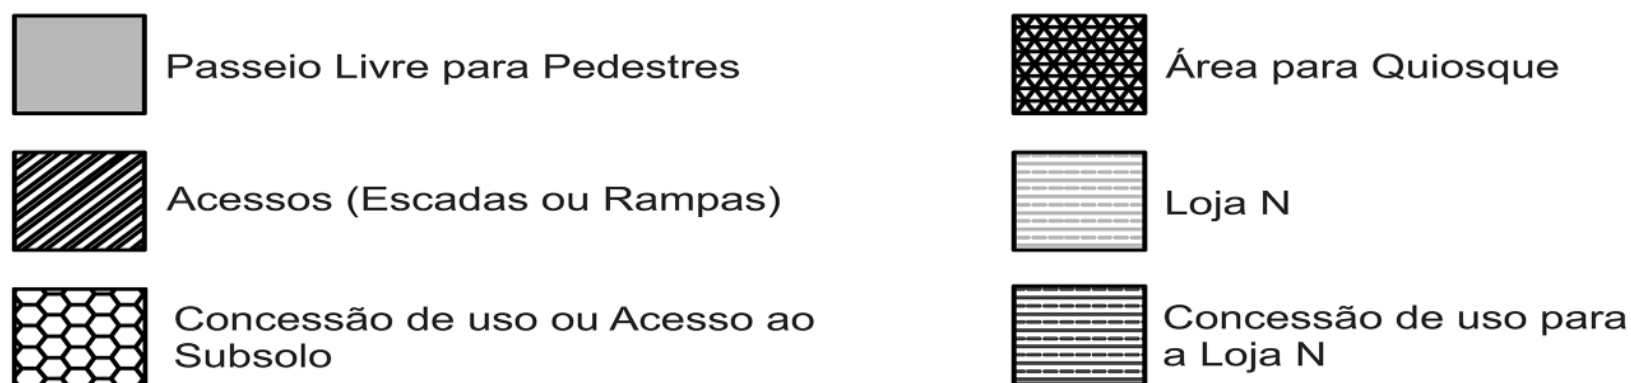 Passeio Livre para Pedestres
Acessos (Escadas ou Rampas)
Concessão de uso ou Acesso ao
Subsolo
Área para Quiosque
Loja N
Concessão de uso para
a Loja N